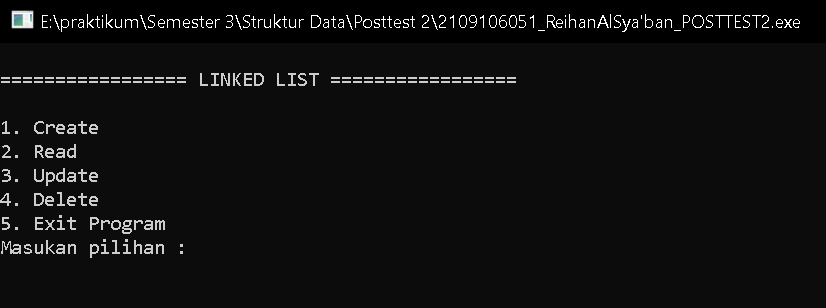 E:\praktikum\Semester 3\Struktur Data\Posttest 2\2109106051_ReihanAlSya'ban_POSTTEST2.exe
================= LINKED LIST =================
1. Create
2. Read
3. Update
4. Delete
5. Exit Program
Masukan pilihan :